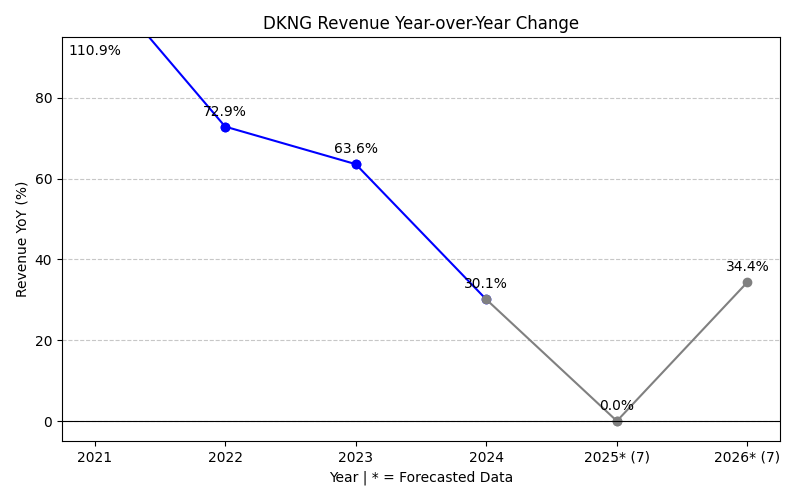 DKNG Revenue Year-over-Year Change
110.9%
72.9%
63.6%
30.1%
0.0%
34.4%
80
60
40
20
0
Revenue YoY (%)
2021 2022 2023 2024 2025* (7) 2026* (7)
Year | * = Forecasted Data